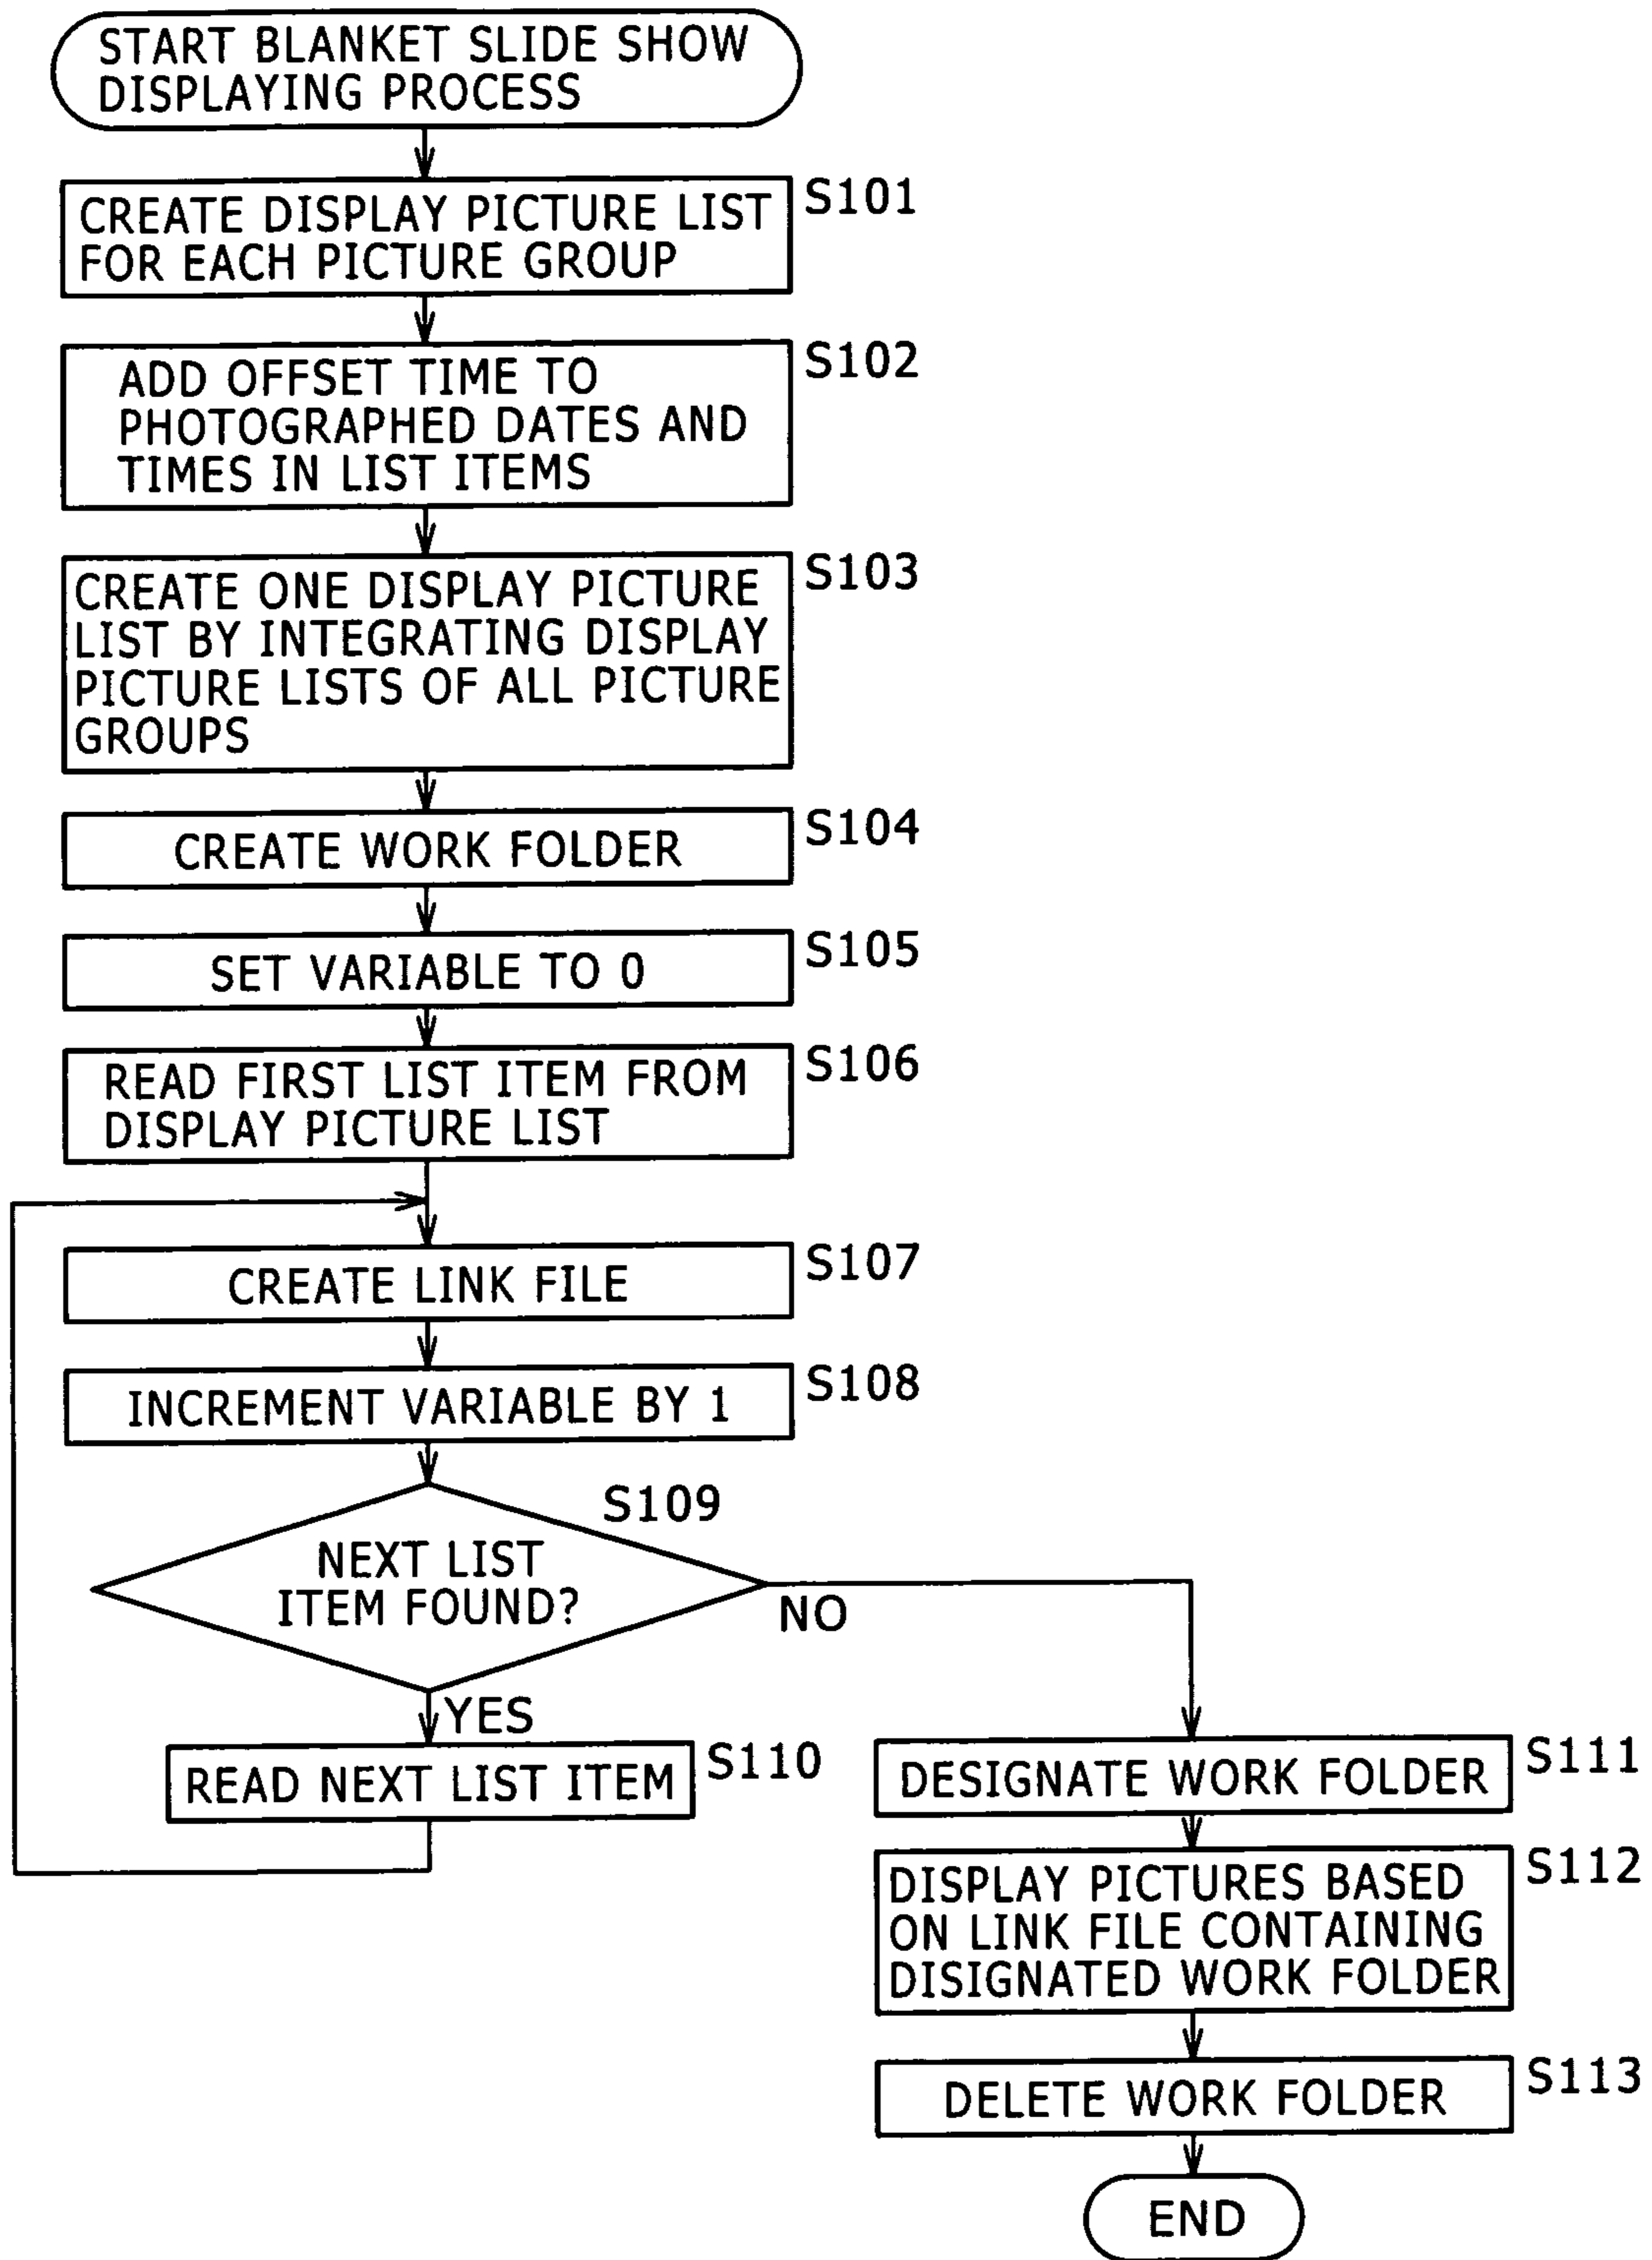 START BLANKET SLIDE SHOW
DISPLAYING PROCESS
CREATE DISPLAY PICTURE LIST
FOR EACH PICTURE GROUP
S101
ADD OFFSET TIME TO
PHOTOGRAPHED DATES AND
TIMES IN LIST ITEMS
S102
CREATE ONE DISPLAY PICTURE
LIST BY INTEGRATING DISPLAY
PICTURE LISTS OF ALL PICTURE
GROUPS
S103
CREATE WORK FOLDER
S104
SET VARIABLE TO 0
S105
READ FIRST LIST ITEM FROM
DISPLAY PICTURE LIST
S106
CREATE LINK FILE
S107
INCREMENT VARIABLE BY 1
S108
S109
NEXT LIST
ITEM FOUND?
NO
YES
READ NEXT LIST ITEM
S110
DESIGNATE WORK FOLDER
S111
DISPLAY PICTURES BASED
ON LINK FILE CONTAINING
DISIGNATED WORK FOLDER
S112
DELETE WORK FOLDER
S113
END